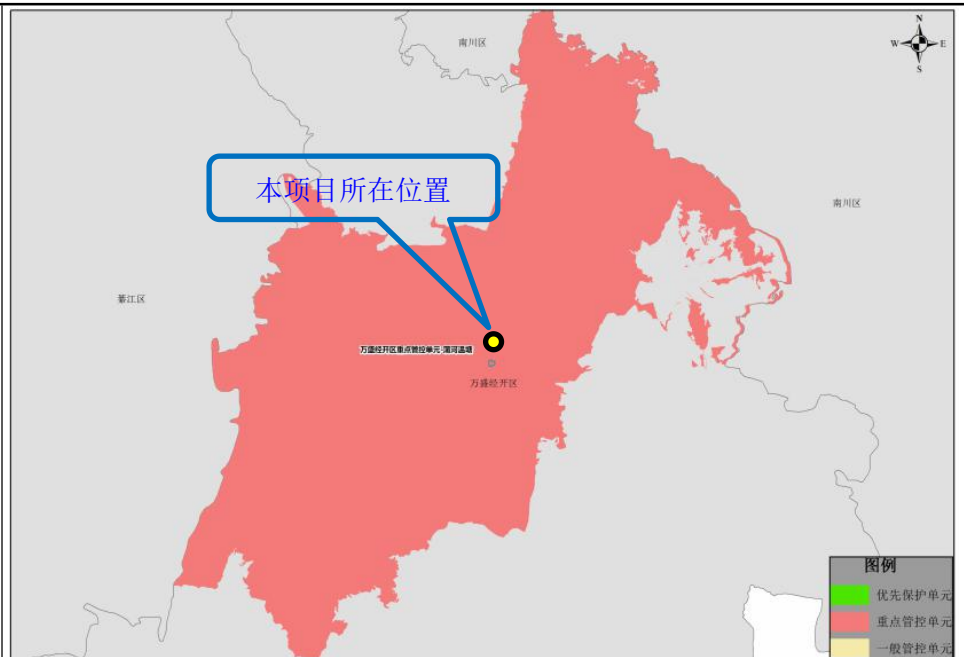 南川区
N
W
E
S
本项目所在位置
南川区
綦江区
万盛经开区重点管控单元-蒲河温塘
万盛经开区
图例
优先保护单元
重点管控单元
一般管控单元